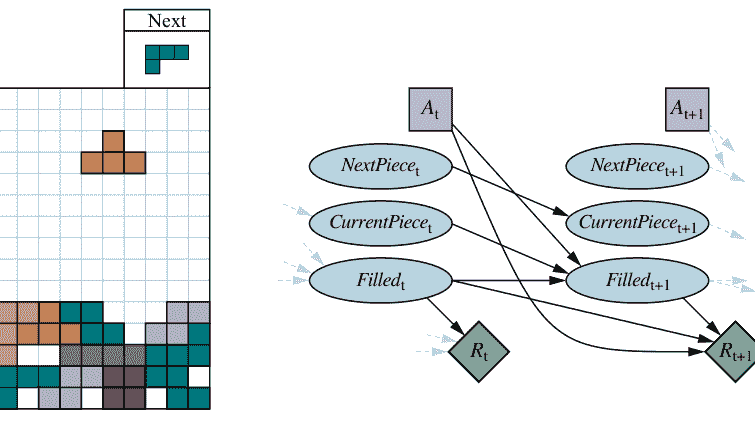 Next
A_t
A_t+1
NextPiece_t
NextPiece_t+1
CurrentPiece_t
CurrentPiece_t+1
Filled_t
Filled_t+1
R_t
R_t+1